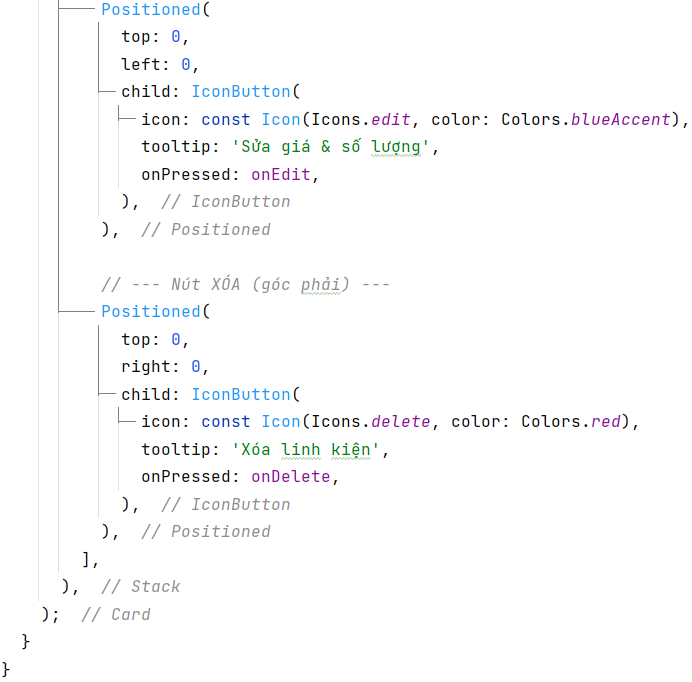 Positioned(
top: 0,
left: 0,
child: IconButton(
icon: const Icon(Icons.edit, color: Colors.blueAccent),
tooltip: 'Sửa giá & số lượng',
onPressed: onEdit,
), // IconButton
), // Positioned
// --- Nút XÓA (góc phải) ---
Positioned(
top: 0,
right: 0,
child: IconButton(
icon: const Icon(Icons.delete, color: Colors.red),
tooltip: 'Xóa linh kiện',
onPressed: onDelete,
), // IconButton
), // Positioned
],
), // Stack
); // Card
}
}